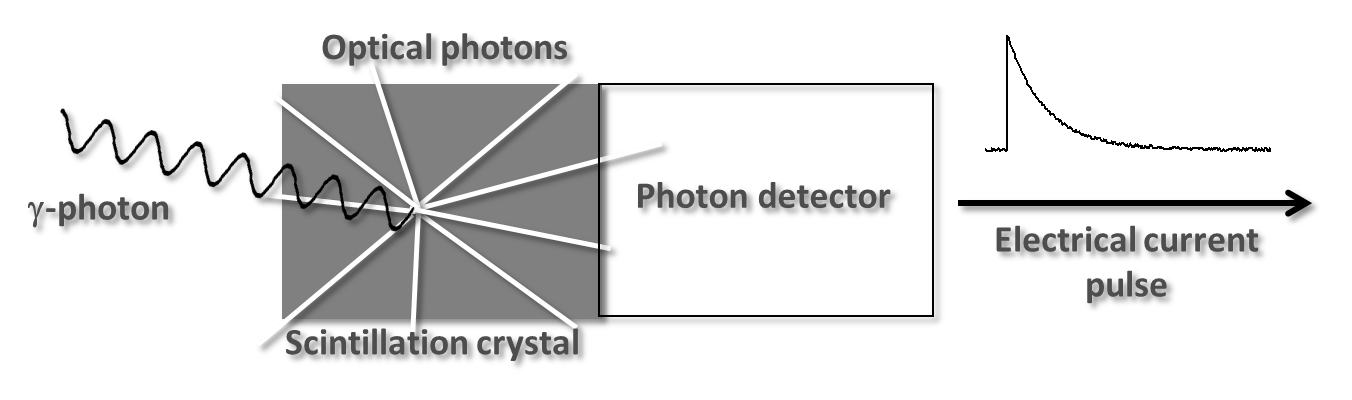 Optical photons
γ-photon
Photon detector
Electrical current
pulse
Scintillation crystal